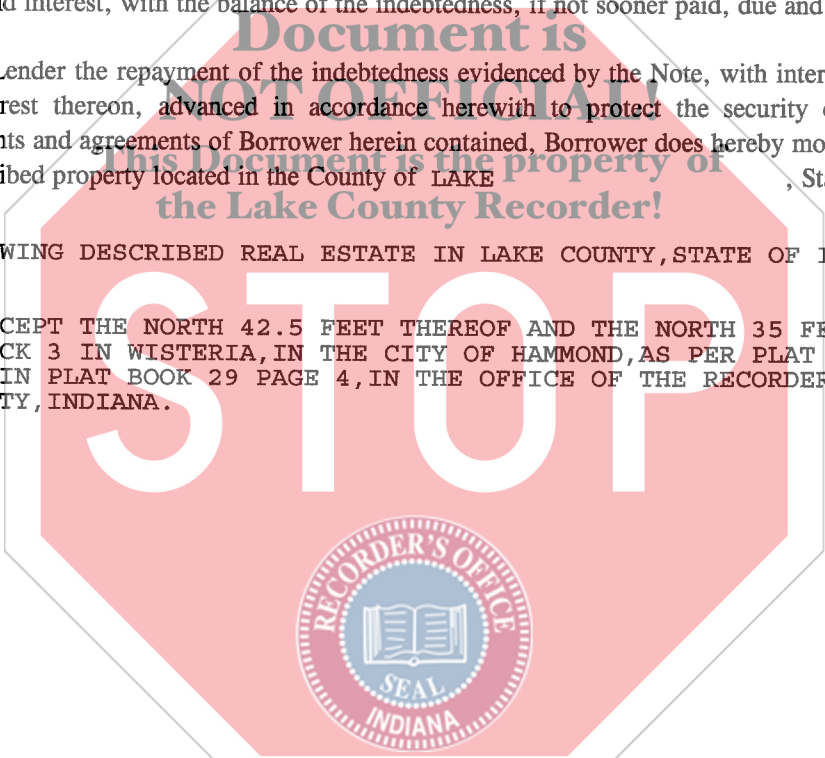 d interest, with the balance of the indebtedness, if not sooner paid, due and
Document is
Lender the repayment of the indebtedness evidenced by the Note, with inter
NOT OFFICIAL!
rest thereon, advanced in accordance herewith to protect the security
nts and agreements of Borrower herein contained, Borrower does hereby mo
This Document is the property of
ibed property located in the County of LAKE , St
the Lake County Recorder!
WING DESCRIBED REAL ESTATE IN LAKE COUNTY,STATE OF I
STOP
CEPT THE NORTH 42.5 FEET THEREOF AND THE NORTH 35 FE
CK 3 IN WISTERIA,IN THE CITY OF HAMMOND,AS PER PLAT
IN PLAT BOOK 29 PAGE 4,IN THE OFFICE OF THE RECORDER
TY,INDIANA.
RECORDER'S OFFICE
SEAL
INDIANA